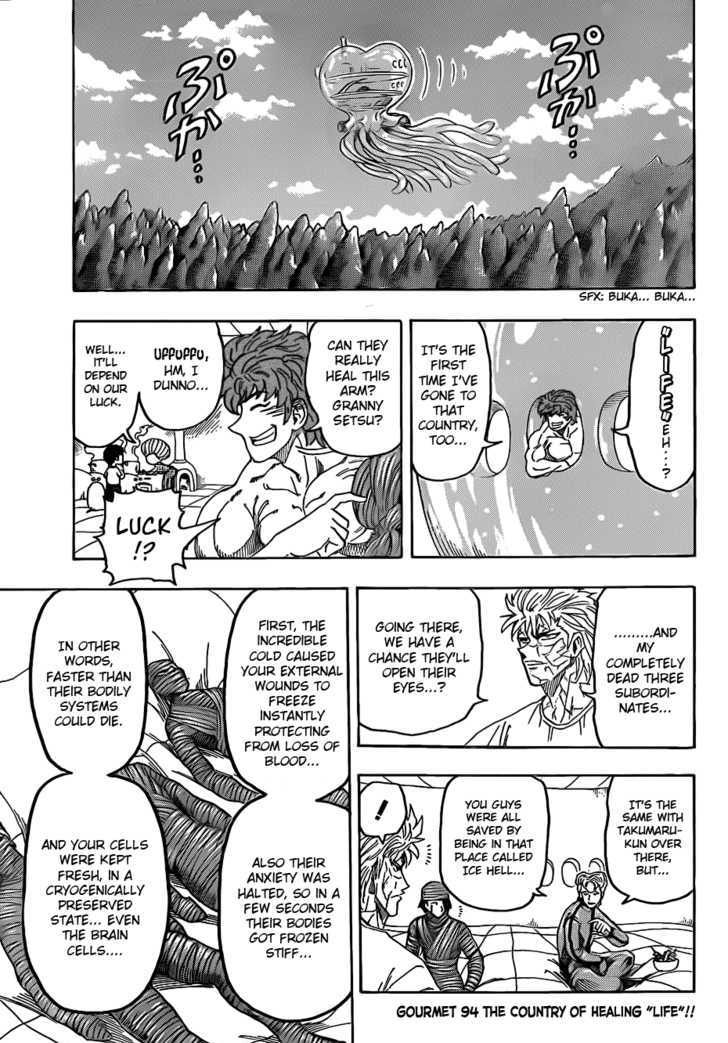 ぷか…
ぷか…
SFX: BUKA... BUKA...
"LIFE"
EH...?
IT'S THE
FIRST
TIME I'VE
GONE TO
THAT
COUNTRY,
TOO...
CAN THEY
REALLY
HEAL THIS
ARM?
GRANNY
SETSU?
UFFUFFU,
HM, I
DUNNO...
WELL...
IT'LL
DEPEND
ON OUR
LUCK.
LUCK
!?
.........AND
MY
COMPLETELY
DEAD THREE
SUBORDI-
NATES...
GOING THERE,
WE HAVE A
CHANCE THEY'LL
OPEN THEIR
EYES...?
IT'S THE
SAME WITH
TAKUMARU-
KUN OVER
THERE,
BUT...
YOU GUYS
WERE ALL
SAVED BY
BEING IN THAT
PLACE CALLED
ICE HELL...
!
FIRST, THE
INCREDIBLE
COLD CAUSED
YOUR EXTERNAL
WOUNDS TO
FREEZE
INSTANTLY
PROTECTING
FROM LOSS OF
BLOOD...
ALSO THEIR
ANXIETY WAS
HALTED, SO IN
A FEW SECONDS
THEIR BODIES
GOT FROZEN
STIFF...
IN OTHER
WORDS,
FASTER THAN
THEIR BODILY
SYSTEMS
COULD DIE.
AND YOUR CELLS
WERE KEPT
FRESH, IN A
CRYOGENICALLY
PRESERVED
STATE... EVEN
THE BRAIN
CELLS....
GOURMET 94 THE COUNTRY OF HEALING "LIFE"!!